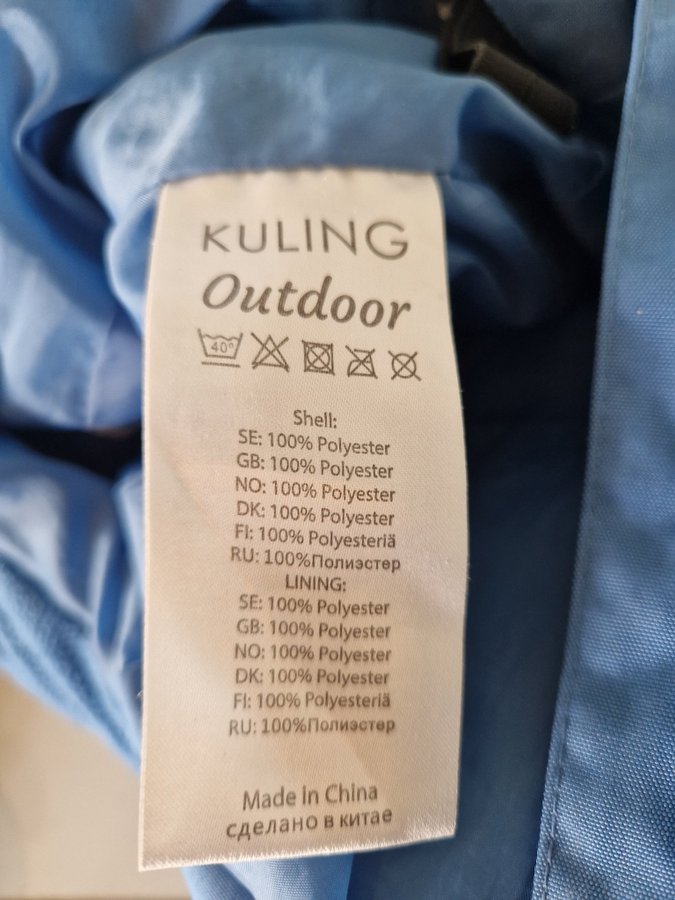 KULING
Outdoor
40°
Shell:
SE: 100% Polyester
GB: 100% Polyester
NO: 100% Polyester
DK: 100% Polyester
FI: 100% Polyesteriä
RU: 100%Полиэстер
LINING:
SE: 100% Polyester
GB: 100% Polyester
NO: 100% Polyester
DK: 100% Polyester
FI: 100% Polyesteriä
RU: 100%Полиэстер
Made in China
сделано в китае